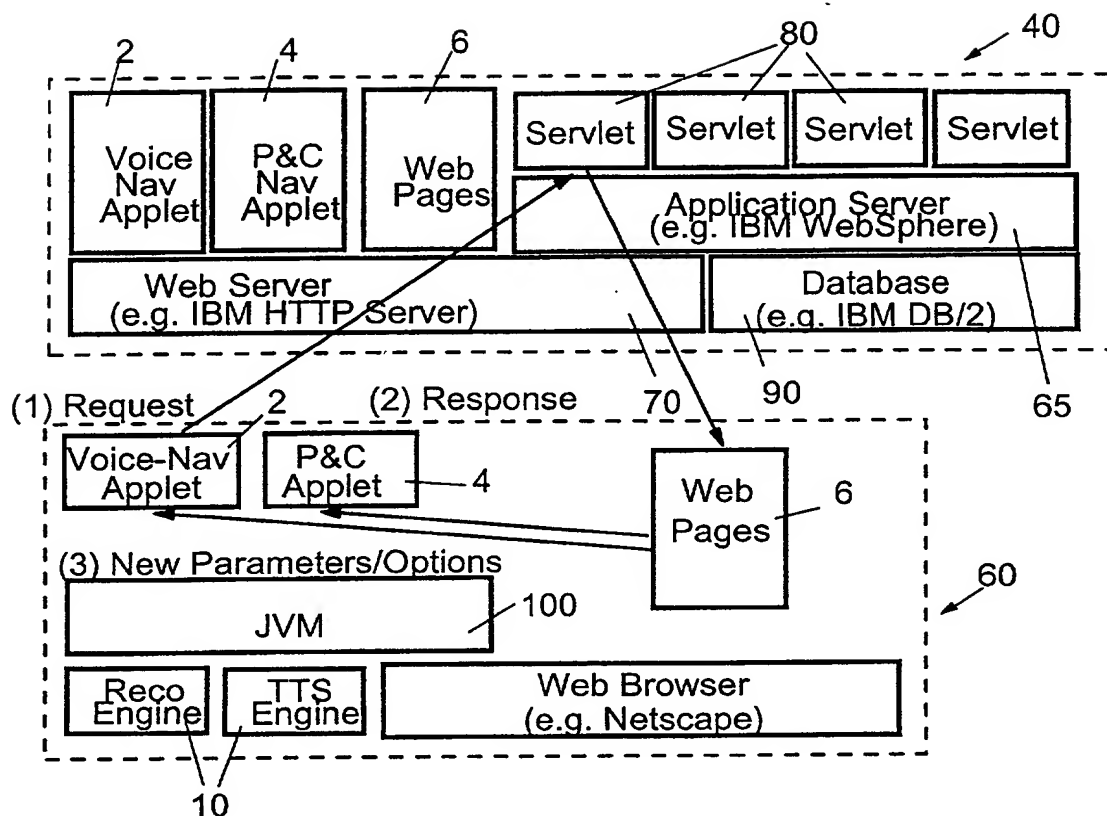 2 4 6 80 40
Voice
Nav
Applet
P&C
Nav
Applet
Web
Pages
Servlet Servlet Servlet Servlet
Application Server
(e.g. IBM WebSphere)
Web Server
(e.g. IBM HTTP Server)
Database
(e.g. IBM DB/2)
70 90 65
(1) Request
(2) Response
2
Voice-Nav
Applet
P&C
Applet
4
Web
Pages
6
(3) New Parameters/Options
60
JVM
100
Reco
Engine
TTS
Engine
Web Browser
(e.g. Netscape)
10